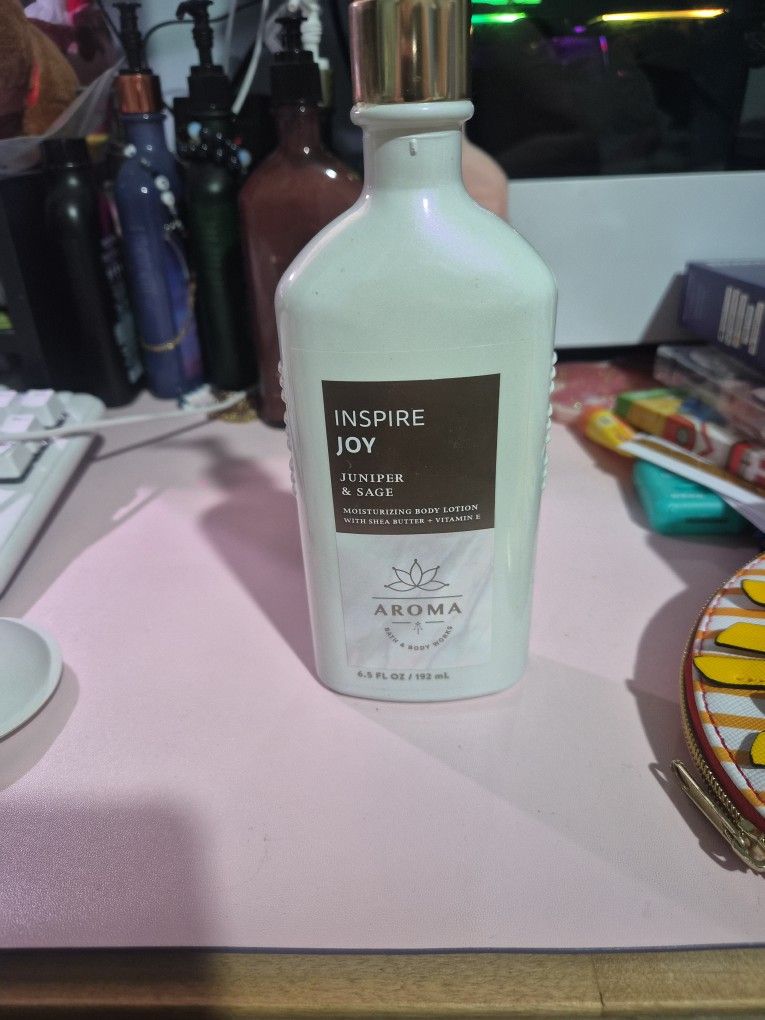 INSPIRE
JOY
JUNIPER
& SAGE
MOISTURIZING BODY LOTION
WITH SHEA BUTTER + VITAMIN E
AROMA
BATH & BODY WORKS
6.5 FL OZ / 192 mL